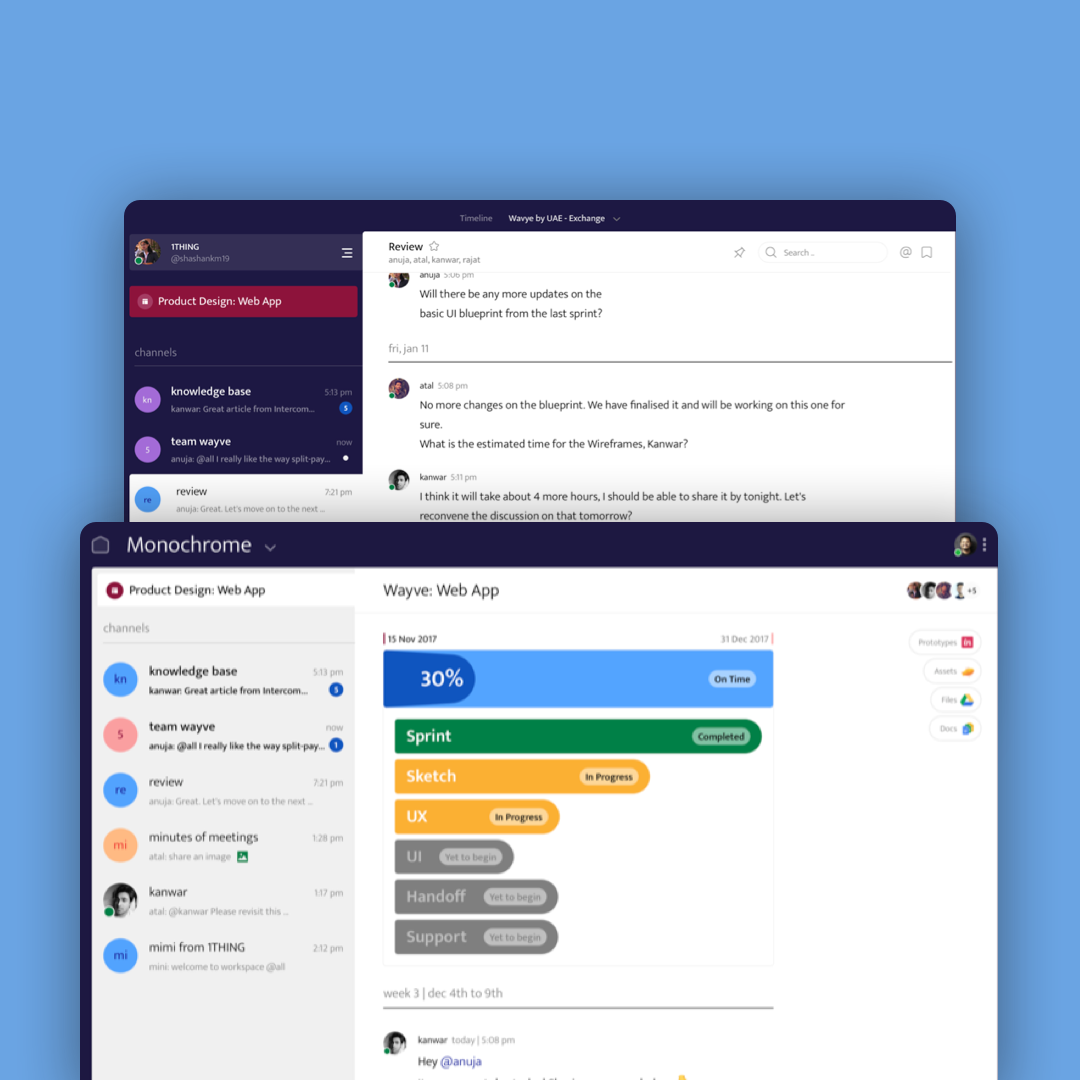 Timeline Wavye by UAE - Exchange
1THING
@shashankm19
Product Design: Web App
channels
kn
knowledge base 5:13 pm
kanwar: Great article from Intercom... 5
5
team wayve now
anuja: @all I really like the way split-pay...
re
review 7:21 pm
anuja: Great. Let's move on to the next ...
Review
anuja, atal, kanwar, rajat
Search ..
@
anuja 5:06 pm
Will there be any more updates on the
basic UI blueprint from the last sprint?
fri, jan 11
atal 5:08 pm
No more changes on the blueprint. We have finalised it and will be working on this one for
sure.
What is the estimated time for the Wireframes, Kanwar?
kanwar 5:11 pm
I think it will take about 4 more hours, I should be able to share it by tonight. Let's
reconvene the discussion on that tomorrow?
Monochrome
Product Design: Web App
channels
kn
knowledge base 5:13 pm
kanwar: Great article from Intercom... 5
5
team wayve now
anuja: @all I really like the way split-pay... 1
re
review 7:21 pm
anuja: Great. Let's move on to the next ...
mi
minutes of meetings 1:28 pm
atal: share an image
kanwar 1:17 pm
atal: @kanwar Please revisit this ...
mi
mimi from 1THING 2:12 pm
mini: welcome to workspace @all
Wayve: Web App
+5
15 Nov 2017 31 Dec 2017
30% On Time
Sprint Completed
Sketch In Progress
UX In Progress
UI Yet to begin
Handoff Yet to begin
Support Yet to begin
Prototypes in
Assets
Files
Docs
week 3 | dec 4th to 9th
kanwar today | 5:08 pm
Hey @anuja